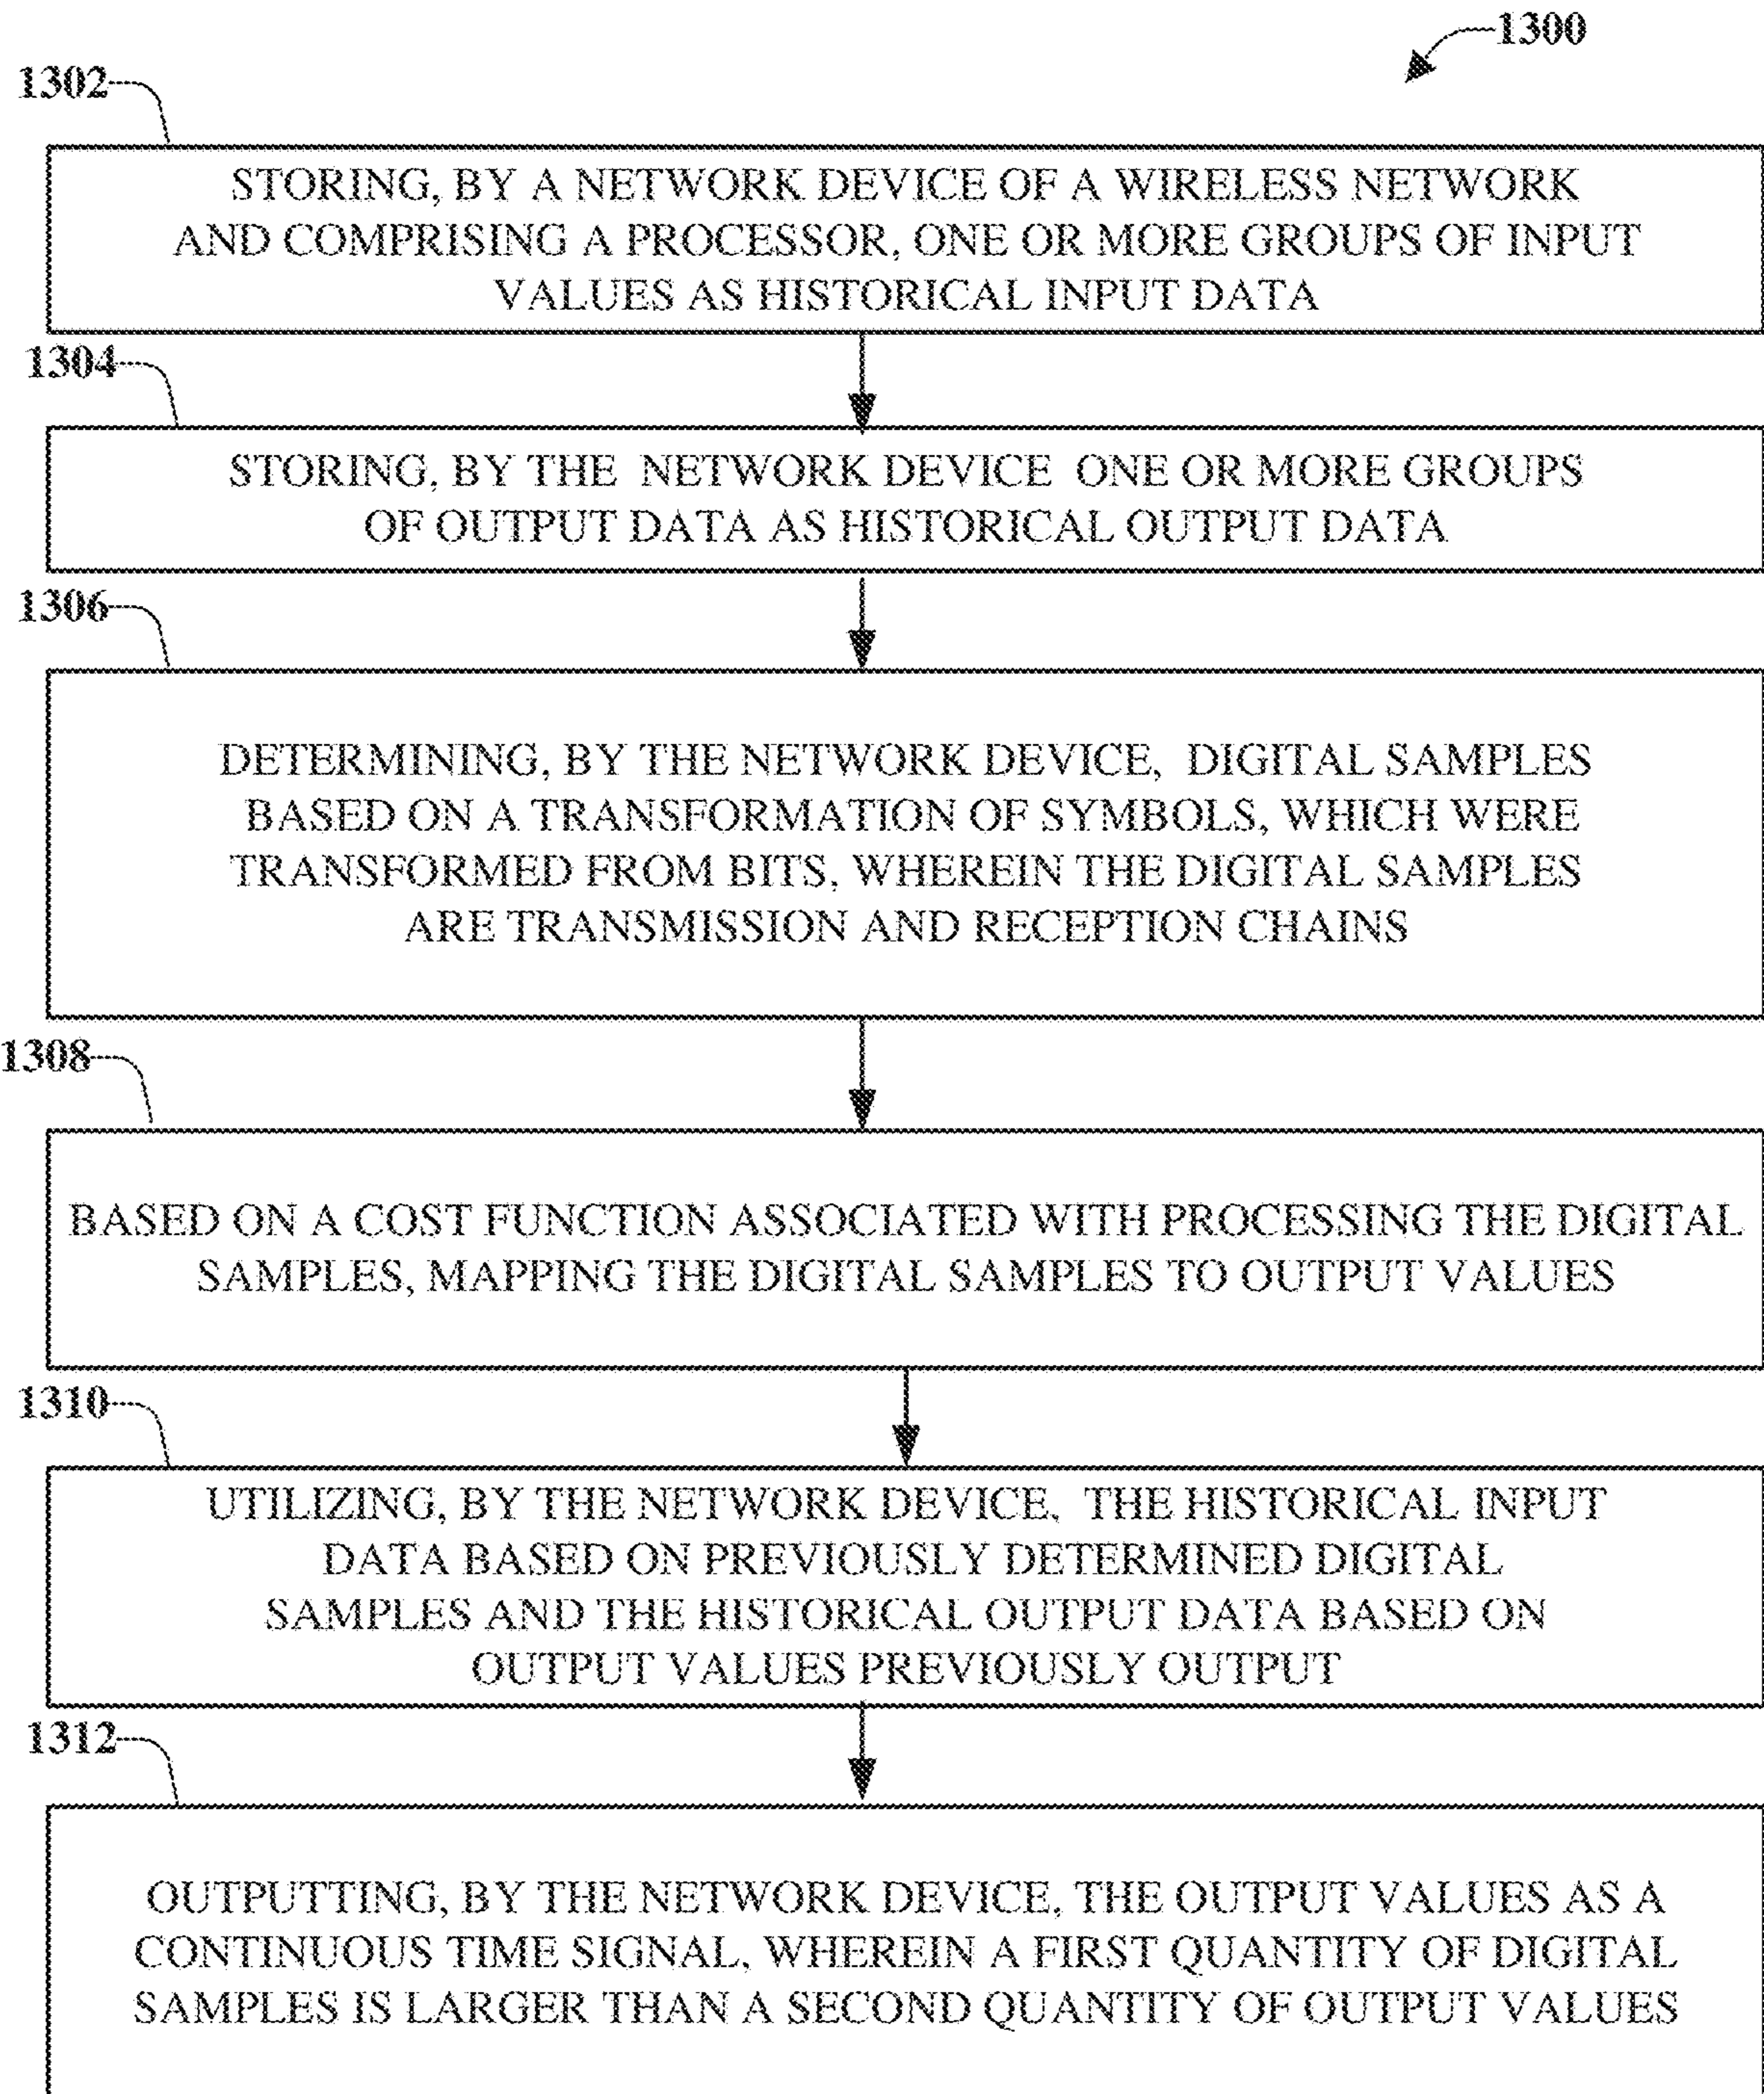 1300
1302
STORING, BY A NETWORK DEVICE OF A WIRELESS NETWORK
AND COMPRISING A PROCESSOR, ONE OR MORE GROUPS OF INPUT
VALUES AS HISTORICAL INPUT DATA
1304
STORING, BY THE NETWORK DEVICE ONE OR MORE GROUPS
OF OUTPUT DATA AS HISTORICAL OUTPUT DATA
1306
DETERMINING, BY THE NETWORK DEVICE, DIGITAL SAMPLES
BASED ON A TRANSFORMATION OF SYMBOLS, WHICH WERE
TRANSFORMED FROM BITS, WHEREIN THE DIGITAL SAMPLES
ARE TRANSMISSION AND RECEPTION CHAINS
1308
BASED ON A COST FUNCTION ASSOCIATED WITH PROCESSING THE DIGITAL
SAMPLES, MAPPING THE DIGITAL SAMPLES TO OUTPUT VALUES
1310
UTILIZING, BY THE NETWORK DEVICE, THE HISTORICAL INPUT
DATA BASED ON PREVIOUSLY DETERMINED DIGITAL
SAMPLES AND THE HISTORICAL OUTPUT DATA BASED ON
OUTPUT VALUES PREVIOUSLY OUTPUT
1312
OUTPUTTING, BY THE NETWORK DEVICE, THE OUTPUT VALUES AS A
CONTINUOUS TIME SIGNAL, WHEREIN A FIRST QUANTITY OF DIGITAL
SAMPLES IS LARGER THAN A SECOND QUANTITY OF OUTPUT VALUES